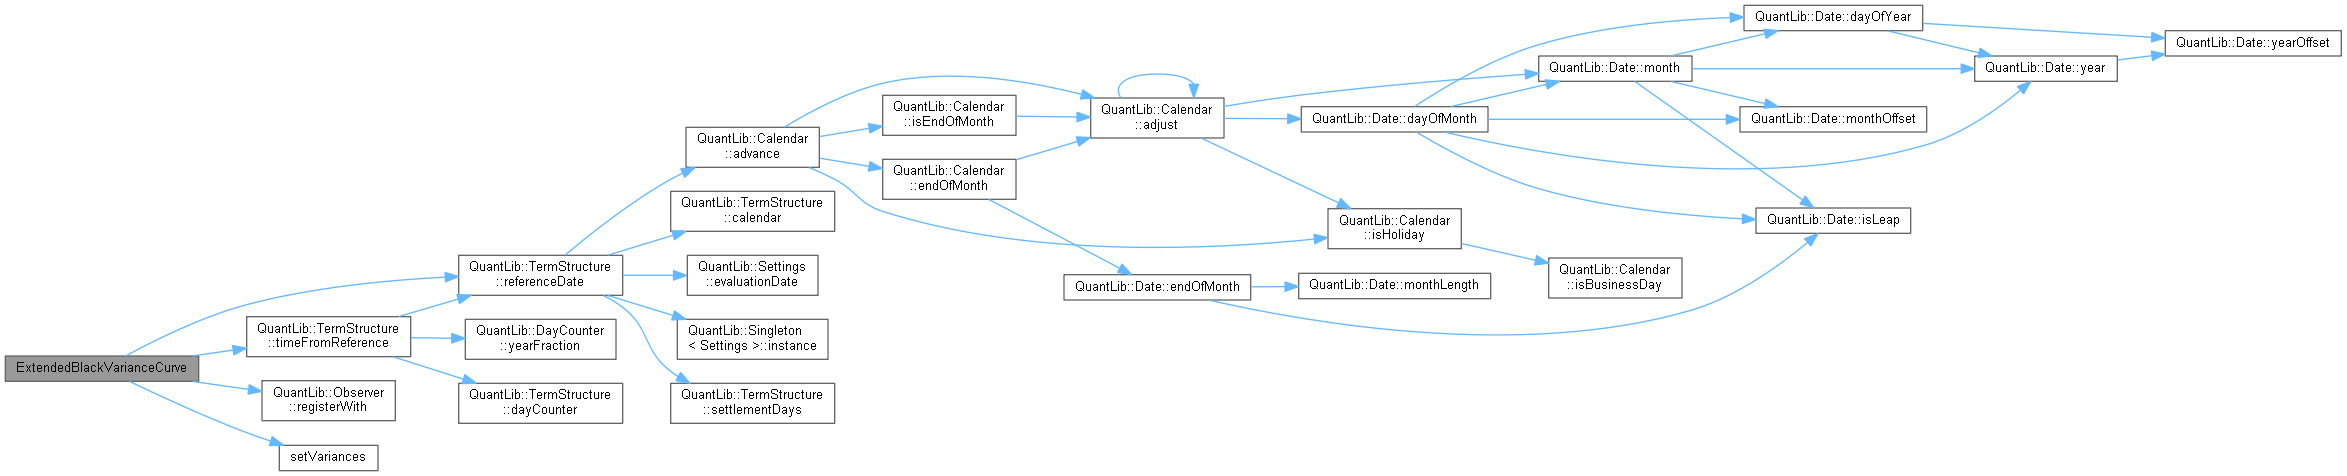 ExtendedBlackVarianceCurve
QuantLib::TermStructure
::referenceDate
QuantLib::TermStructure
::timeFromReference
QuantLib::Observer
::registerWith
setVariances
QuantLib::Calendar
::advance
QuantLib::TermStructure
::calendar
QuantLib::Settings
::evaluationDate
QuantLib::Singleton
< Settings >::instance
QuantLib::TermStructure
::settlementDays
QuantLib::DayCounter
::yearFraction
QuantLib::TermStructure
::dayCounter
QuantLib::Calendar
::isEndOfMonth
QuantLib::Calendar
::endOfMonth
QuantLib::Calendar
::adjust
QuantLib::Date::endOfMonth
QuantLib::Date::dayOfMonth
QuantLib::Calendar
::isHoliday
QuantLib::Date::monthLength
QuantLib::Date::month
QuantLib::Calendar
::isBusinessDay
QuantLib::Date::dayOfYear
QuantLib::Date::monthOffset
QuantLib::Date::isLeap
QuantLib::Date::year
QuantLib::Date::yearOffset